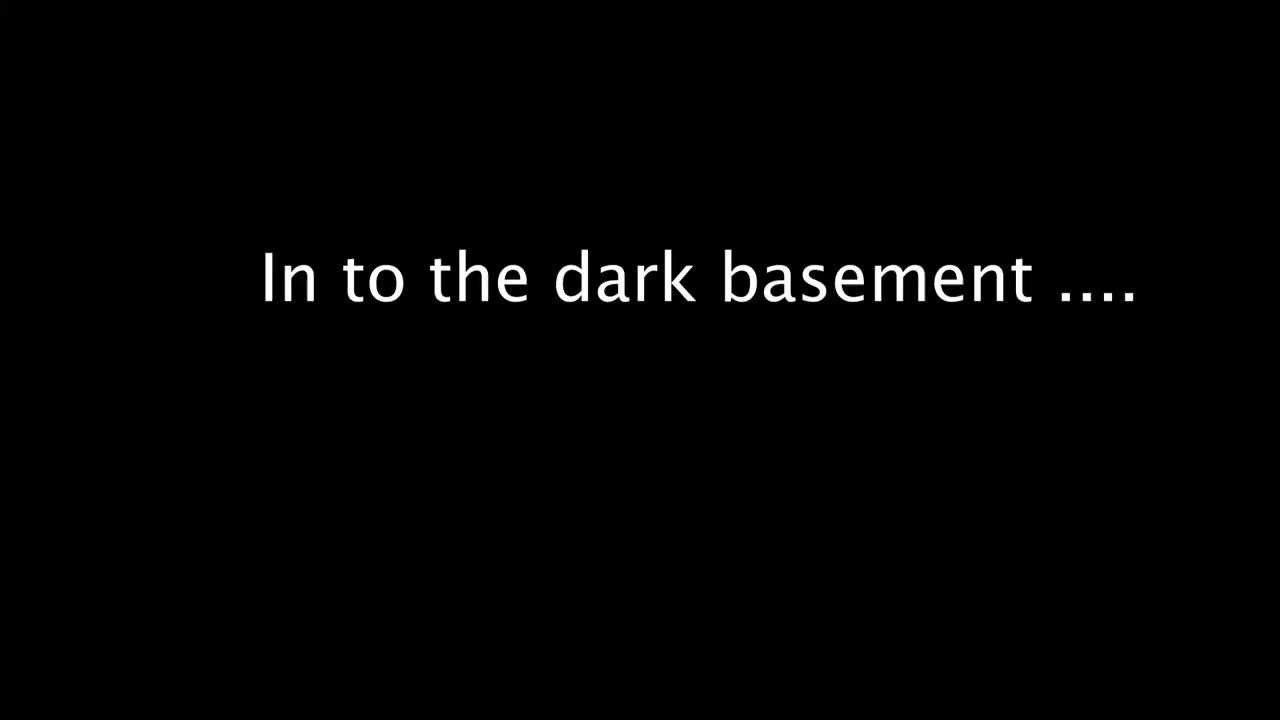 In to the dark basement ....